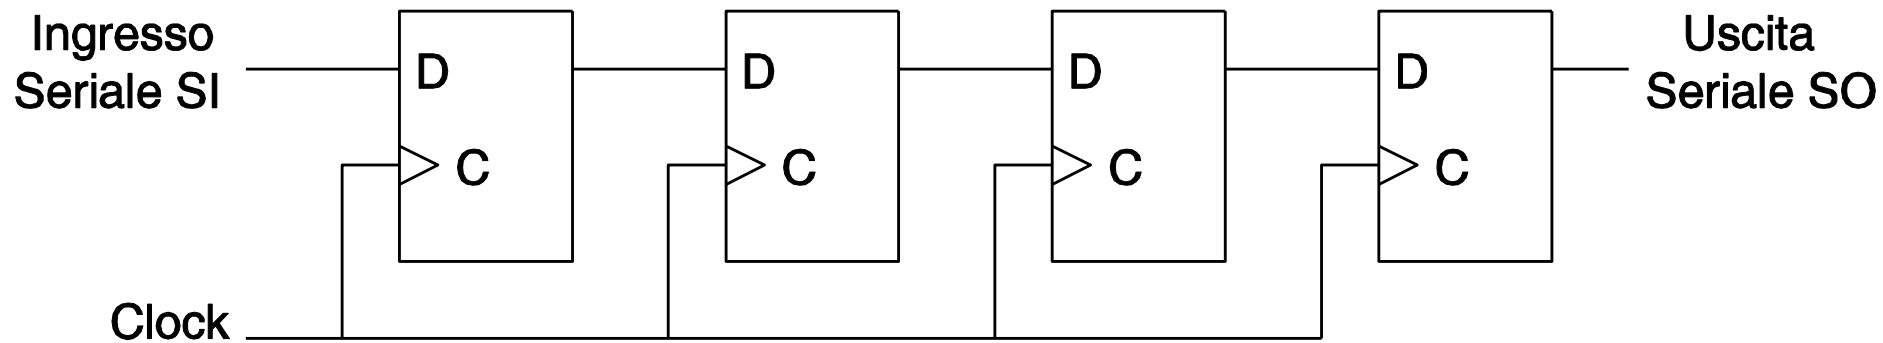 Ingresso
Seriale SI
D
C
D
C
D
C
D
C
Uscita
Seriale SO
Clock